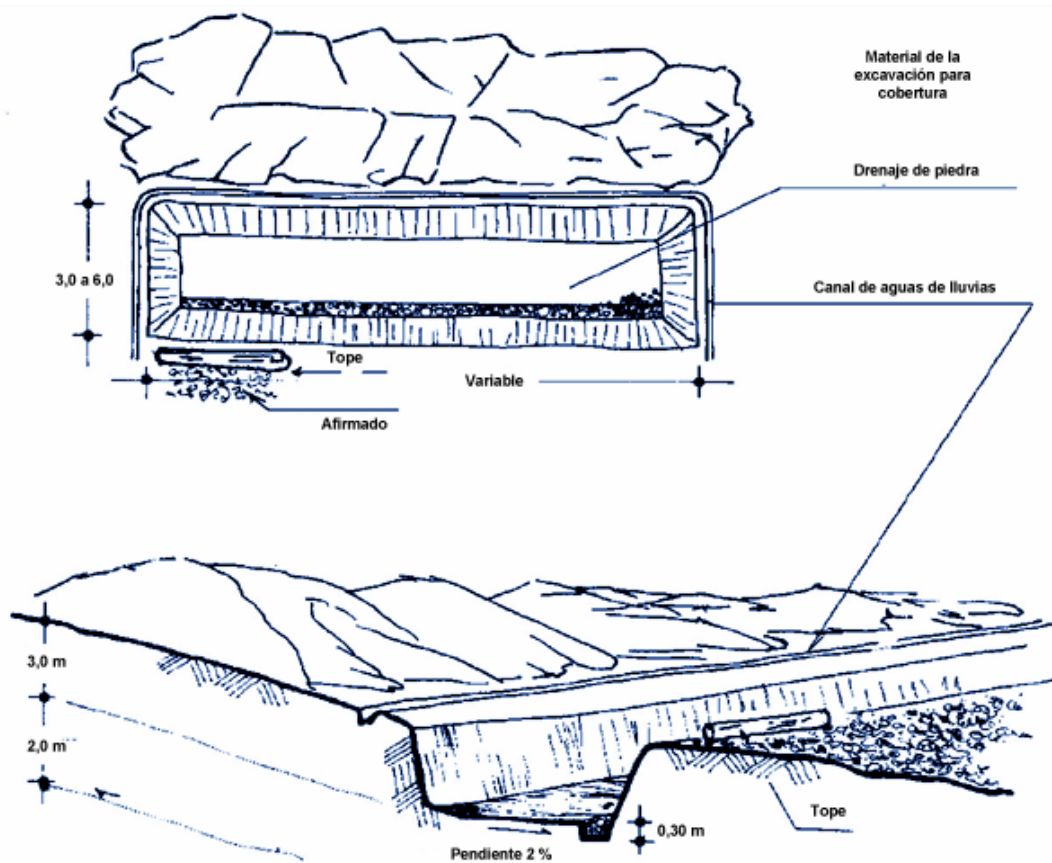 Material de la
excavación para
cobertura
Drenaje de piedra
3,0 a 6,0
Canal de aguas de lluvias
Tope
Variable
Afirmado
3,0 m
2,0 m
Tope
0,30 m
Pendiente 2 %